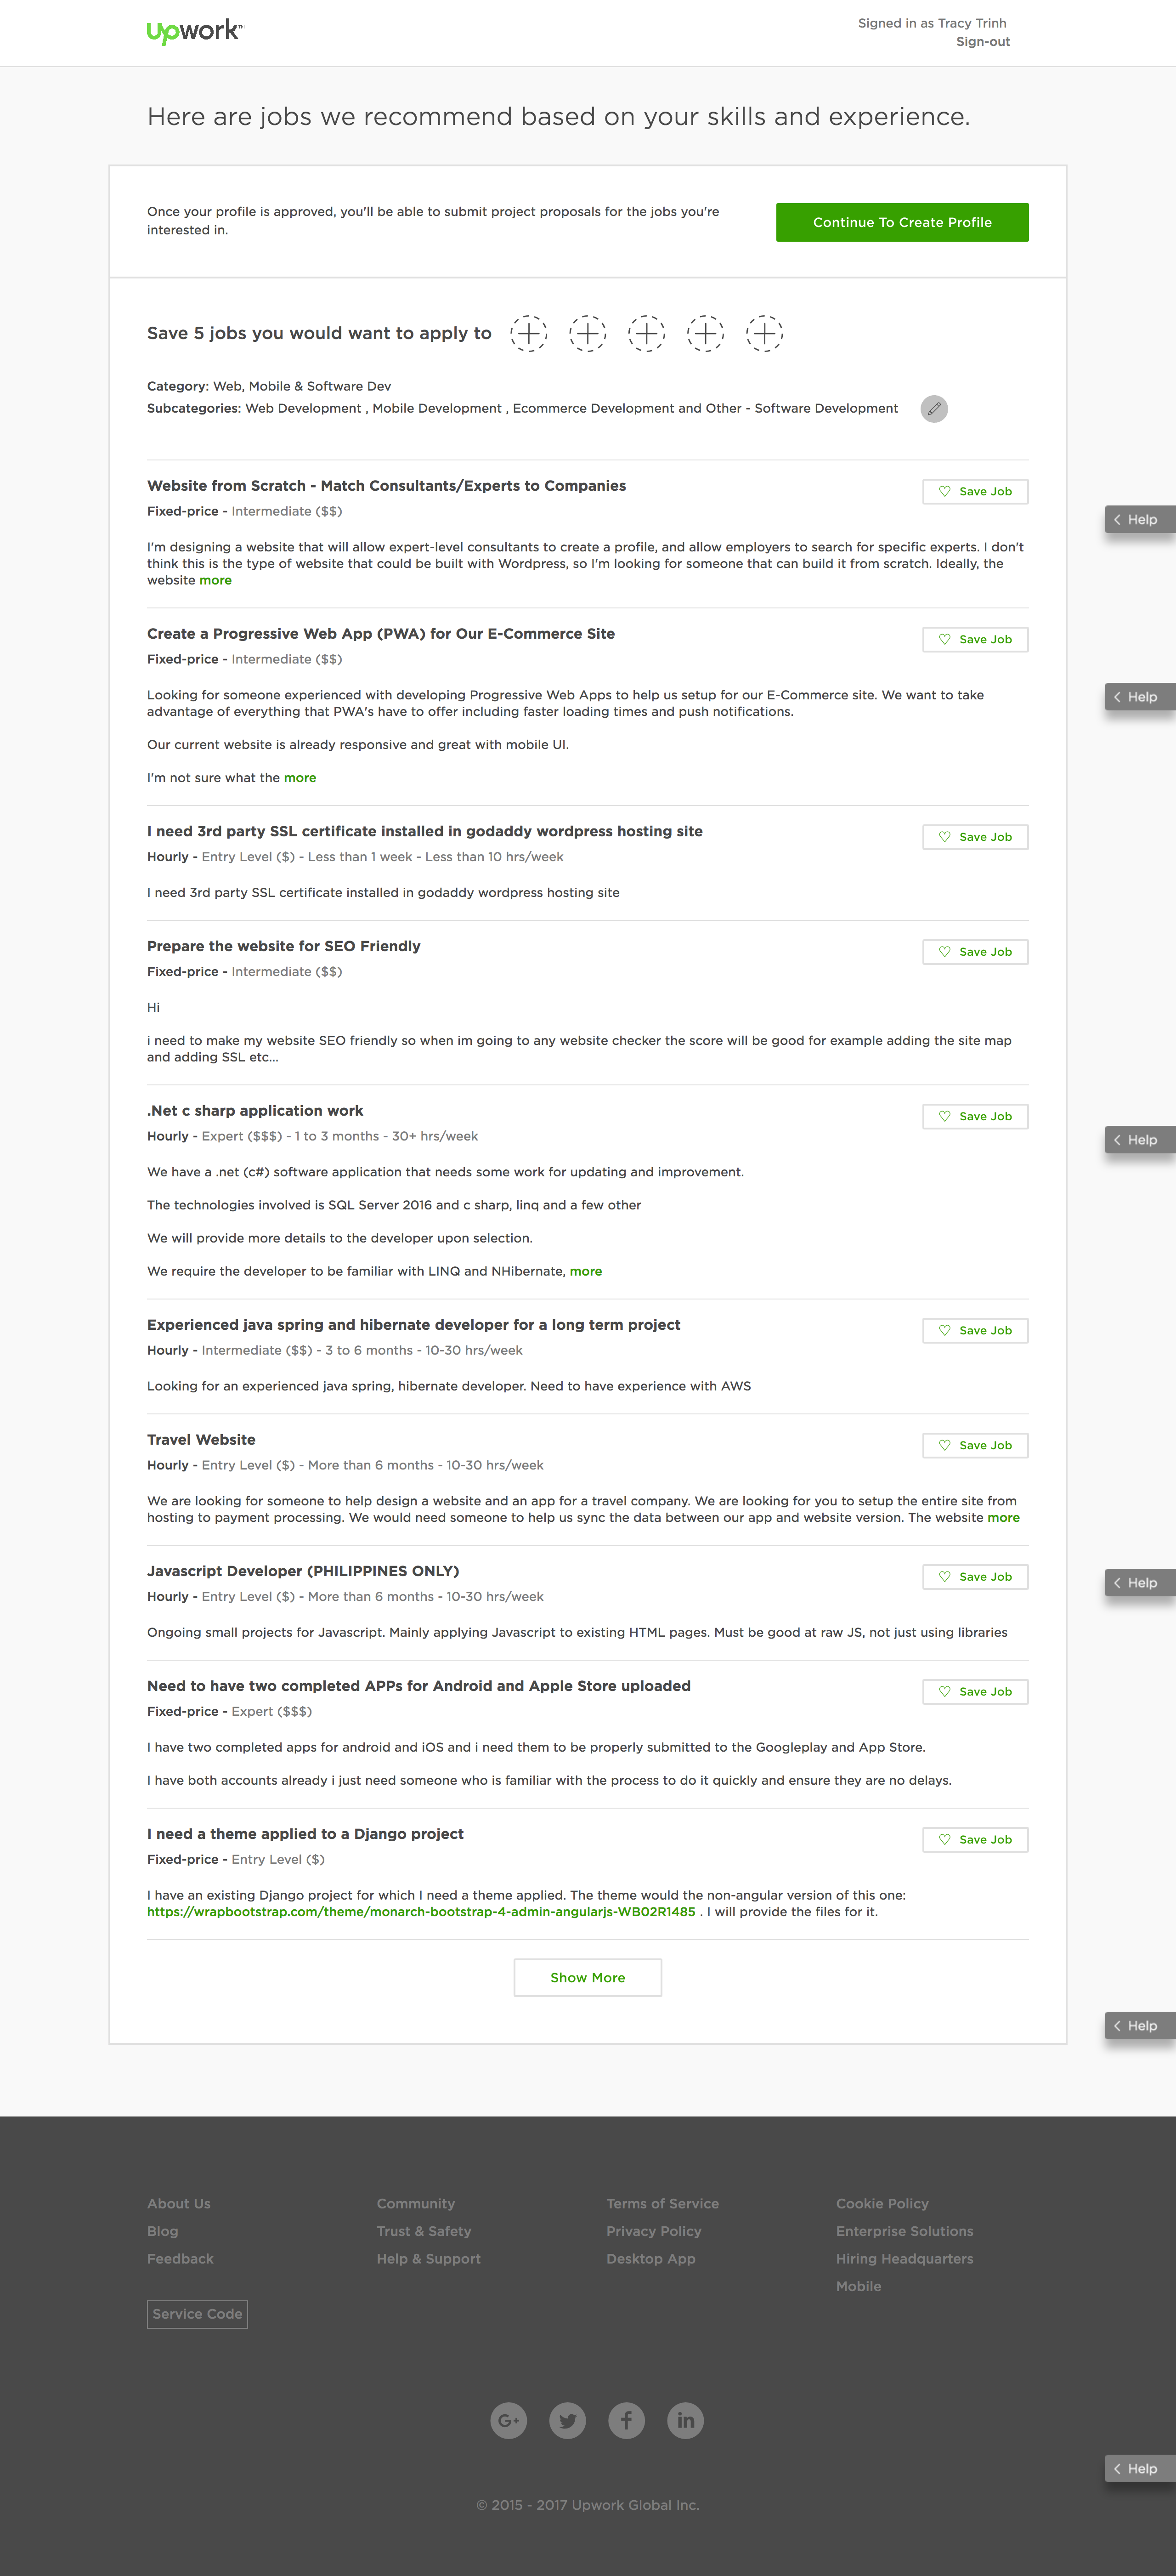 upwork™
Signed in as Tracy Trinh
Sign-out
Here are jobs we recommend based on your skills and experience.
Once your profile is approved, you'll be able to submit project proposals for the jobs you're
interested in.
Continue To Create Profile
Save 5 jobs you would want to apply to
Category: Web, Mobile & Software Dev
Subcategories: Web Development , Mobile Development , Ecommerce Development and Other - Software Development
Website from Scratch - Match Consultants/Experts to Companies
Save Job
Fixed-price - Intermediate ($$)
Help
I'm designing a website that will allow expert-level consultants to create a profile, and allow employers to search for specific experts. I don't
think this is the type of website that could be built with Wordpress, so I'm looking for someone that can build it from scratch. Ideally, the
website more
Create a Progressive Web App (PWA) for Our E-Commerce Site
Save Job
Fixed-price - Intermediate ($$)
Looking for someone experienced with developing Progressive Web Apps to help us setup for our E-Commerce site. We want to take
Help
advantage of everything that PWA's have to offer including faster loading times and push notifications.
Our current website is already responsive and great with mobile UI.
I'm not sure what the more
I need 3rd party SSL certificate installed in godaddy wordpress hosting site
Save Job
Hourly - Entry Level ($) - Less than 1 week - Less than 10 hrs/week
I need 3rd party SSL certificate installed in godaddy wordpress hosting site
Prepare the website for SEO Friendly
Save Job
Fixed-price - Intermediate ($$)
Hi
i need to make my website SEO friendly so when im going to any website checker the score will be good for example adding the site map
and adding SSL etc...
.Net c sharp application work
Save Job
Hourly - Expert ($$$) - 1 to 3 months - 30+ hrs/week
Help
We have a .net (c#) software application that needs some work for updating and improvement.
The technologies involved is SQL Server 2016 and c sharp, linq and a few other
We will provide more details to the developer upon selection.
We require the developer to be familiar with LINQ and NHibernate, more
Experienced java spring and hibernate developer for a long term project
Save Job
Hourly - Intermediate ($$) - 3 to 6 months - 10-30 hrs/week
Looking for an experienced java spring, hibernate developer. Need to have experience with AWS
Travel Website
Save Job
Hourly - Entry Level ($) - More than 6 months - 10-30 hrs/week
We are looking for someone to help design a website and an app for a travel company. We are looking for you to setup the entire site from
hosting to payment processing. We would need someone to help us sync the data between our app and website version. The website more
Javascript Developer (PHILIPPINES ONLY)
Save Job
Help
Hourly - Entry Level ($) - More than 6 months - 10-30 hrs/week
Ongoing small projects for Javascript. Mainly applying Javascript to existing HTML pages. Must be good at raw JS, not just using libraries
Need to have two completed APPs for Android and Apple Store uploaded
Save Job
Fixed-price - Expert ($$$)
I have two completed apps for android and iOS and i need them to be properly submitted to the Googleplay and App Store.
I have both accounts already i just need someone who is familiar with the process to do it quickly and ensure they are no delays.
I need a theme applied to a Django project
Save Job
Fixed-price - Entry Level ($)
I have an existing Django project for which I need a theme applied. The theme would the non-angular version of this one:
https://wrapbootstrap.com/theme/monarch-bootstrap-4-admin-angularjs-WB02R1485 . I will provide the files for it.
Show More
Help
About Us
Community
Terms of Service
Cookie Policy
Blog
Trust & Safety
Privacy Policy
Enterprise Solutions
Feedback
Help & Support
Desktop App
Hiring Headquarters
Mobile
Service Code
G+
f
in
Help
© 2015 - 2017 Upwork Global Inc.